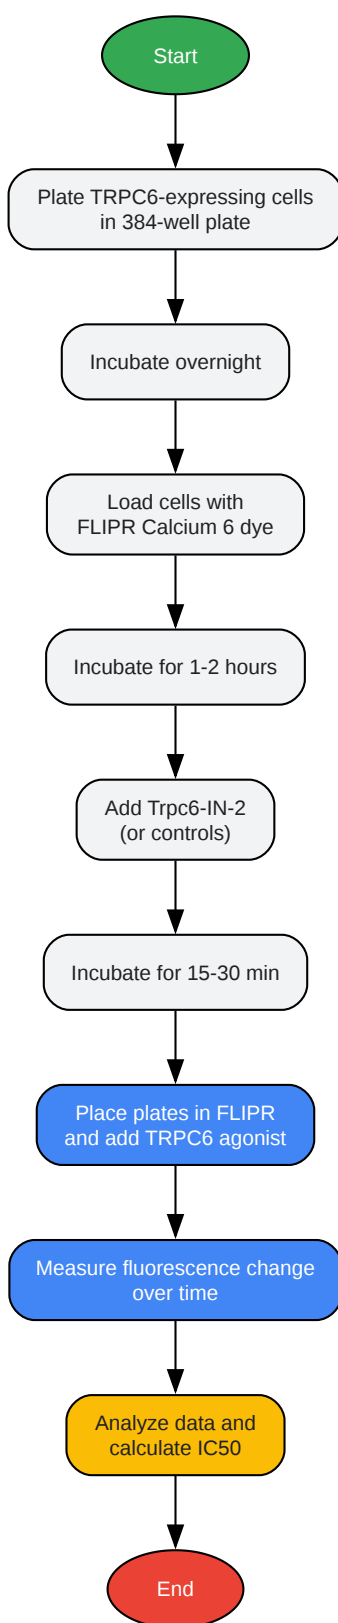 Start
Plate TRPC6-expressing cells
in 384-well plate
Incubate overnight
Load cells with
FLIPR Calcium 6 dye
Incubate for 1-2 hours
Add Trpc6-IN-2
(or controls)
Incubate for 15-30 min
Place plates in FLIPR
and add TRPC6 agonist
Measure fluorescence change
over time
Analyze data and
calculate IC50
End